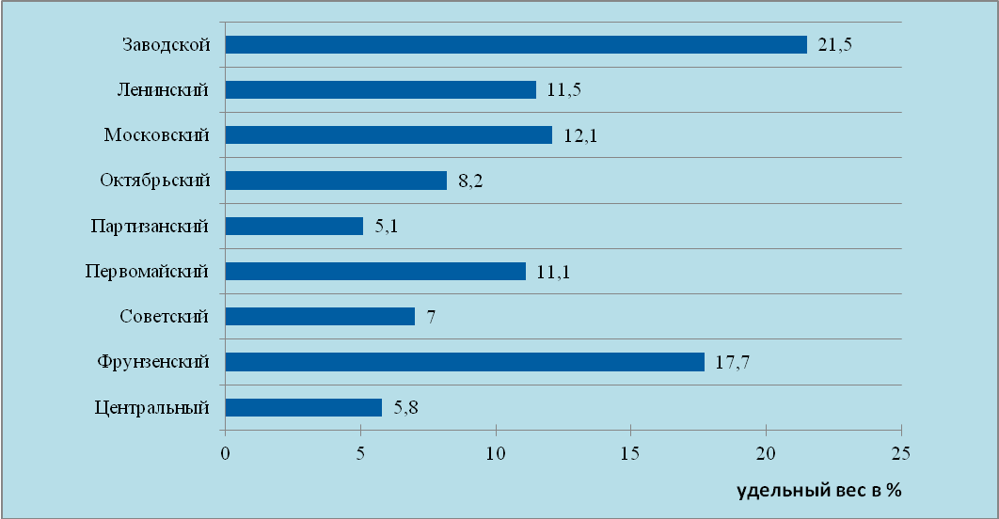 Заводской 21,5
Ленинский 11,5
Московский 12,1
Октябрьский 8,2
Партизанский 5,1
Первомайский 11,1
Советский 7
Фрунзенский 17,7
Центральный 5,8
0 5 10 15 20 25
удельный вес в %